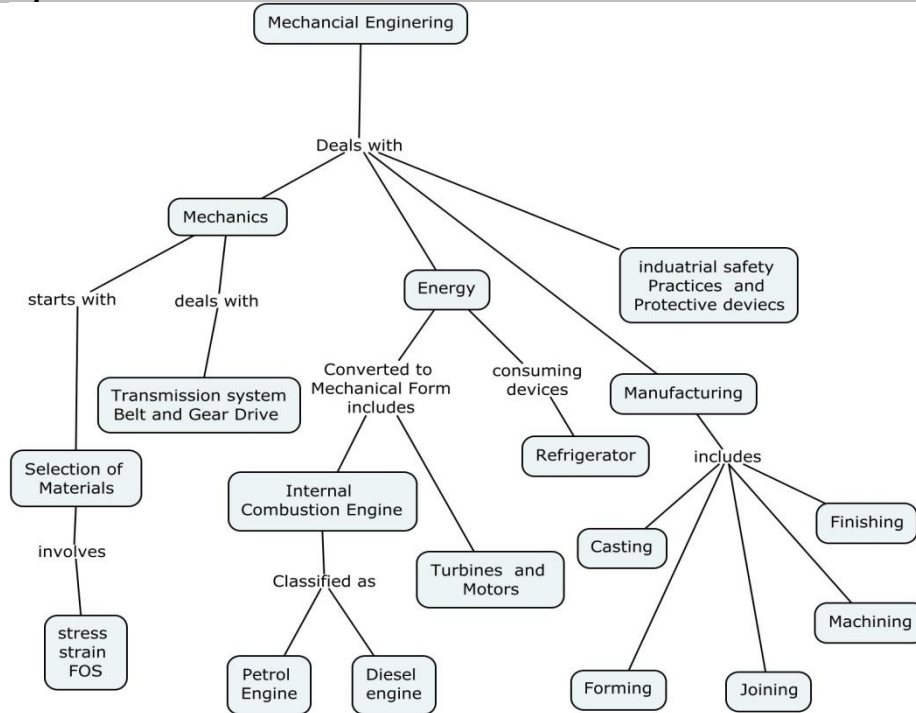 Mechancial Enginering
Deals with
Mechanics
starts with
deals with
Energy
induatrial safety
Practices and
Protective deviecs
Transmission system
Belt and Gear Drive
Converted to
Mechanical Form
includes
consuming
devices
Manufacturing
Selection of
Materials
Refrigerator
includes
Internal
Combustion Engine
Casting
Finishing
involves
Classified as
Turbines and
Motors
Machining
stress
strain
FOS
Petrol
Engine
Diesel
engine
Forming
Joining